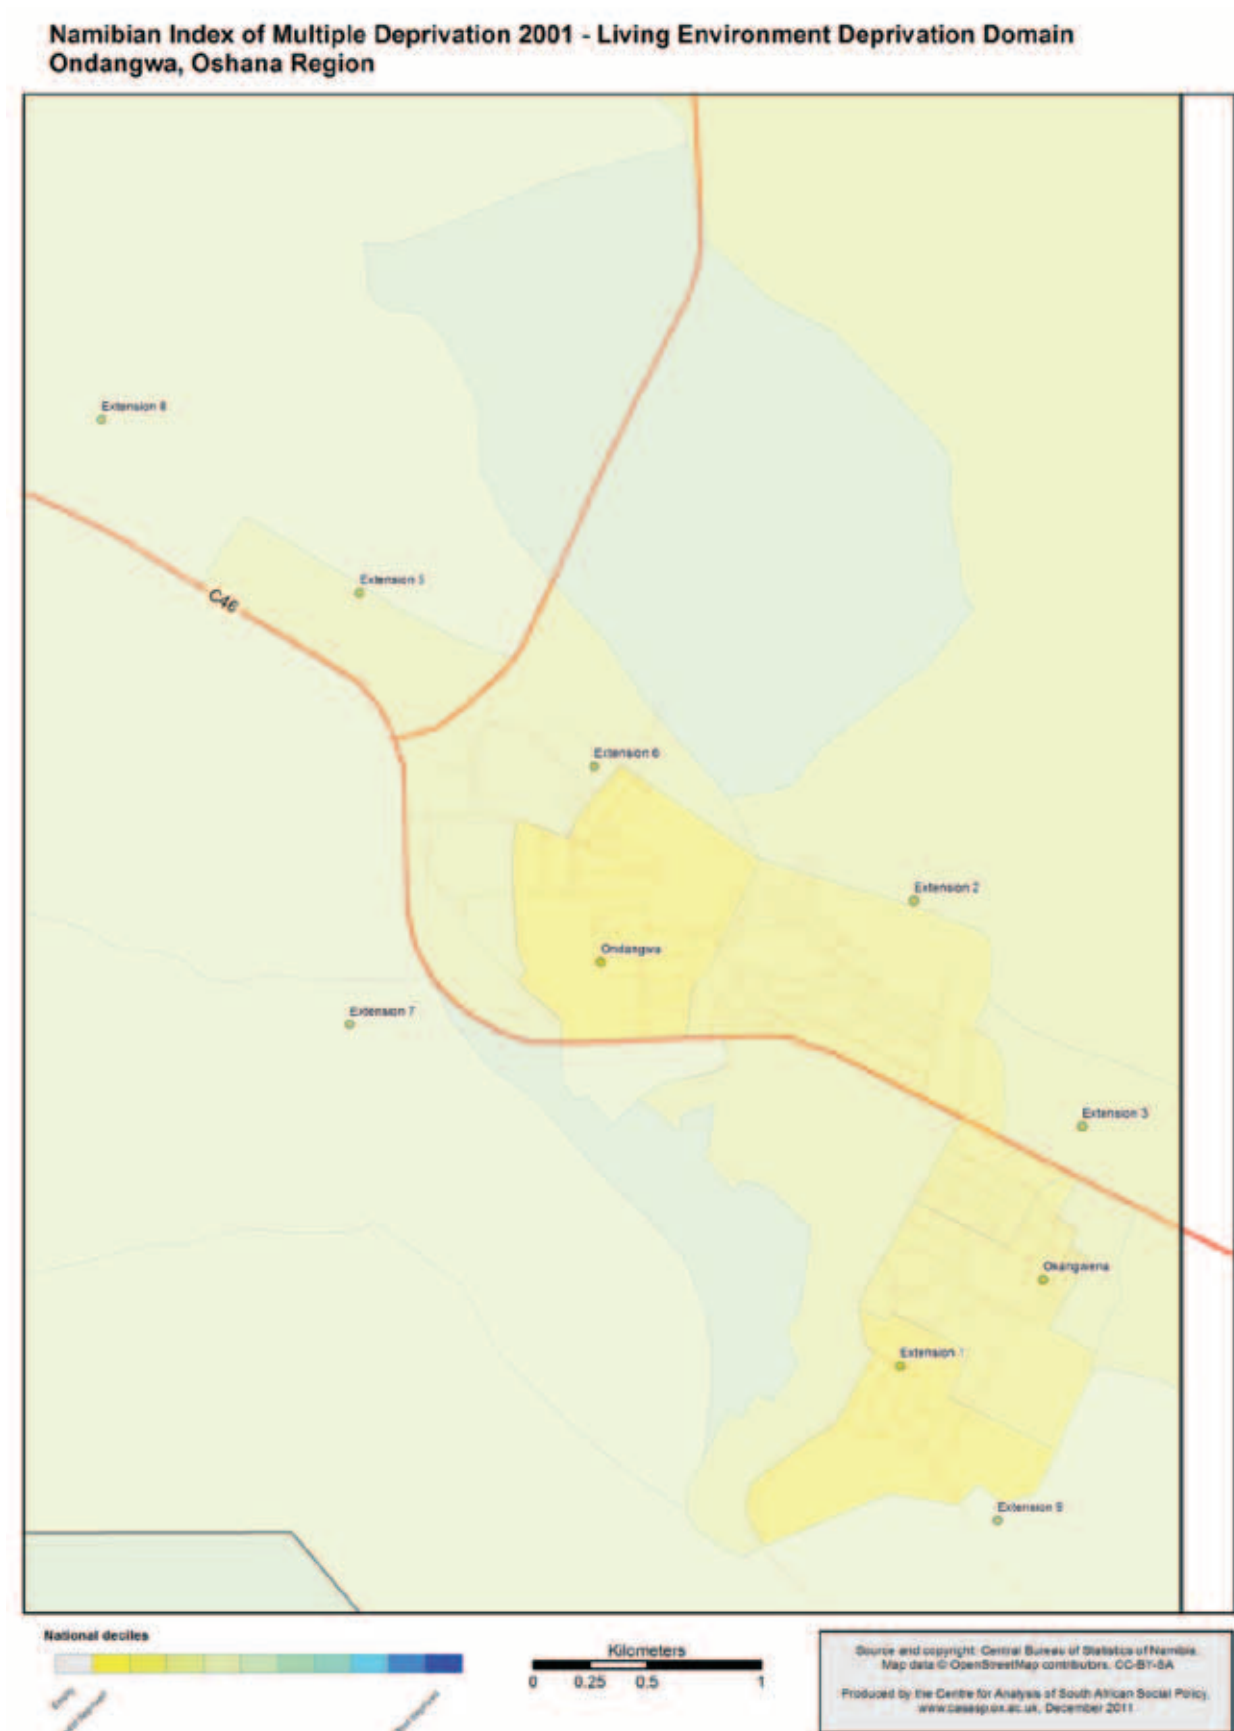 Namibian Index of Multiple Deprivation 2001 - Living Environment Deprivation Domain
Ondangwa, Oshana Region
Extension 8
Extension 5
C46
Extension 6
Extension 2
Ondangwa
Extension 7
Extension 3
Okangwena
Extension 1
Extension 9
National deciles
Empty
Kilometers
0 0.25 0.5 1
Source and copyright: Central Bureau of Statistics of Namibia.
Map data © OpenStreetMap contributors, CC-BY-SA
Produced by the Centre for Analysis of South African Social Policy,
www.casasp.ox.ac.uk, December 2011